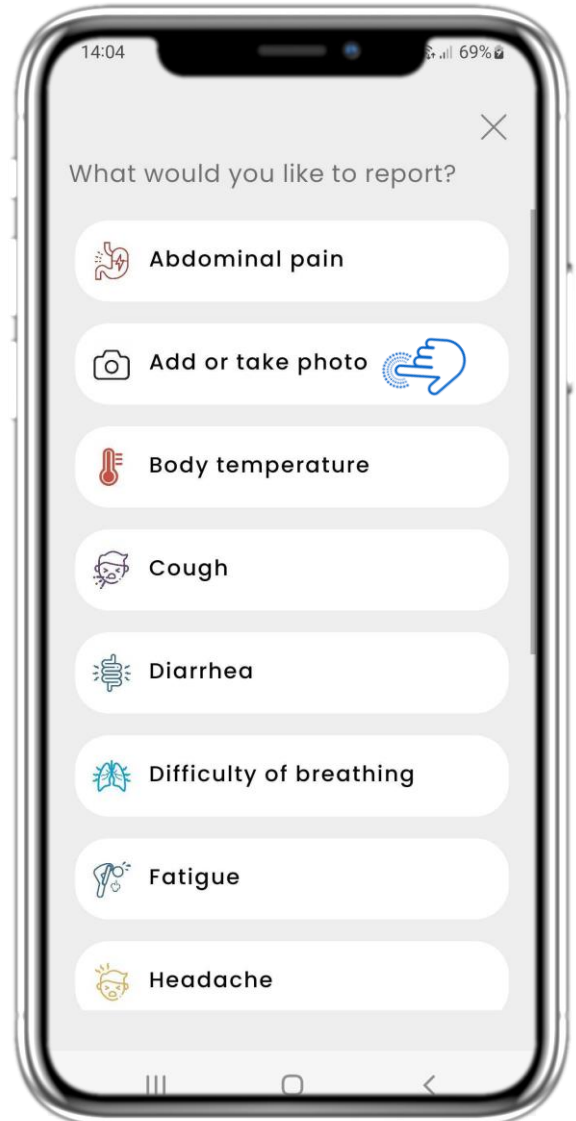 14:04
69%
What would you like to report?
Abdominal pain
Add or take photo
Body temperature
Cough
Diarrhea
Difficulty of breathing
Fatigue
Headache